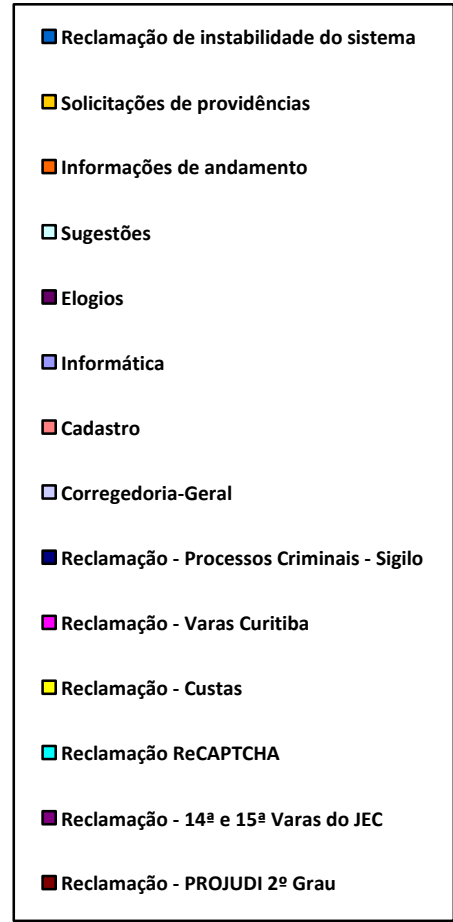 Reclamação de instabilidade do sistema
Solicitações de providências
Informações de andamento
Sugestões
Elogios
Informática
Cadastro
Corregedoria-Geral
Reclamação - Processos Criminais - Sigilo
Reclamação - Varas Curitiba
Reclamação - Custas
Reclamação ReCAPTCHA
Reclamação - 14ª e 15ª Varas do JEC
Reclamação - PROJUDI 2º Grau